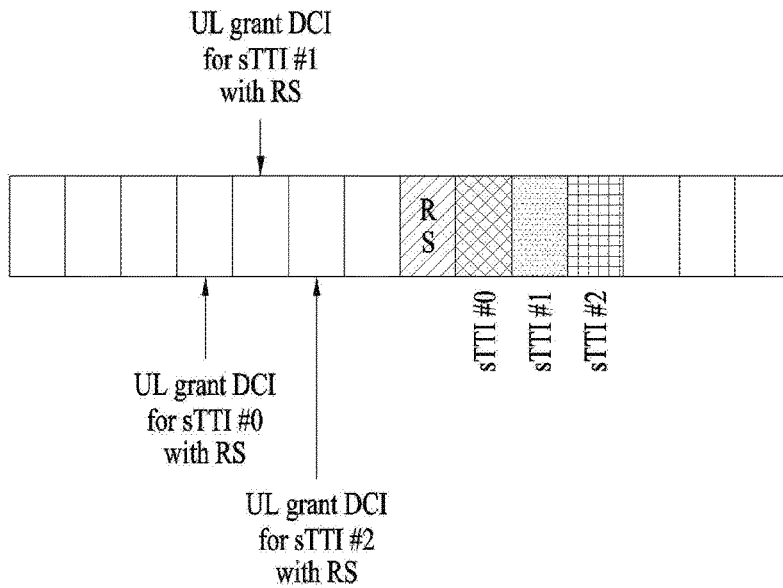 UL grant DCI
for sTTI #1
with RS
R
S
sTTI #0
sTTI #1
sTTI #2
UL grant DCI
for sTTI #0
with RS
UL grant DCI
for sTTI #2
with RS